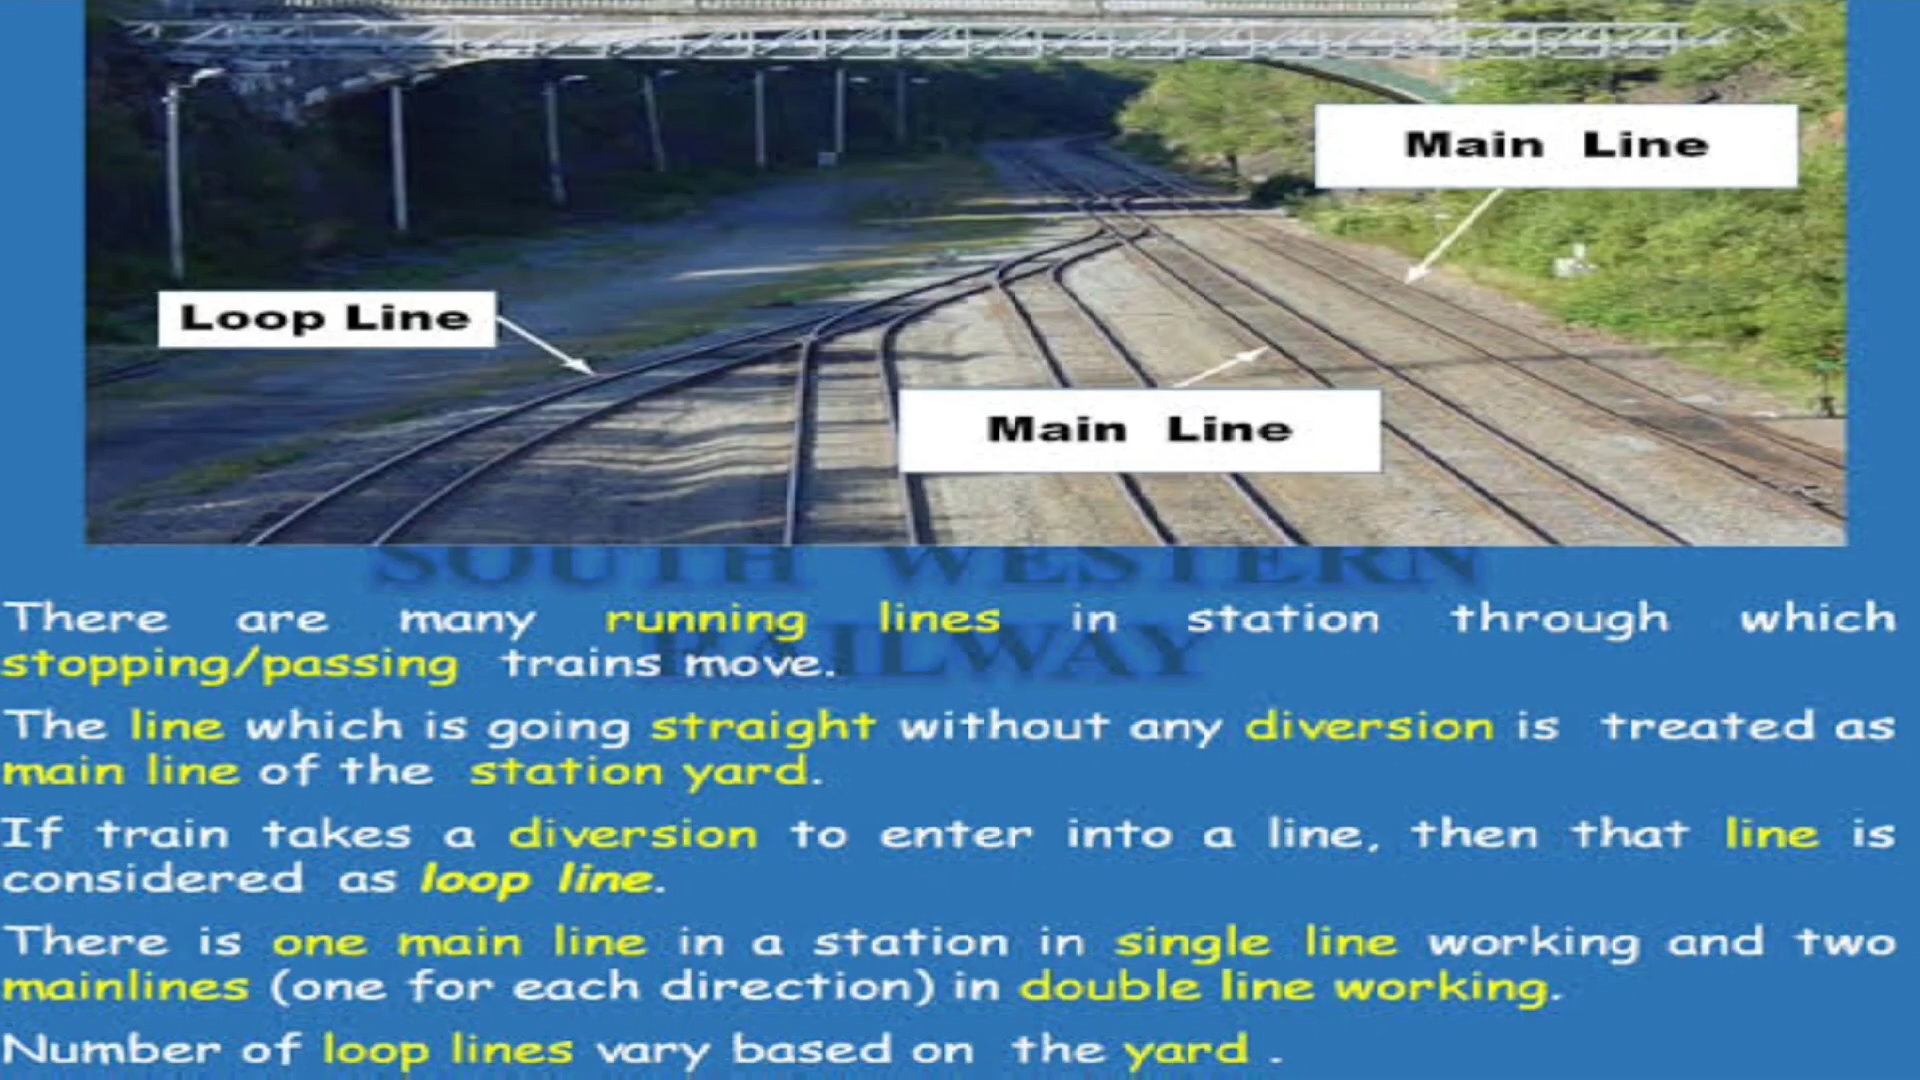 Main Line
Loop Line
Main Line
SOUTH WESTERN
RAILWAY
There are many running lines in station through which
stopping/passing trains move.
The line which is going straight without any diversion is treated as
main line of the station yard.
If train takes a diversion to enter into a line, then that line is
considered as loop line.
There is one main line in a station in single line working and two
mainlines (one for each direction) in double line working.
Number of loop lines vary based on the yard .